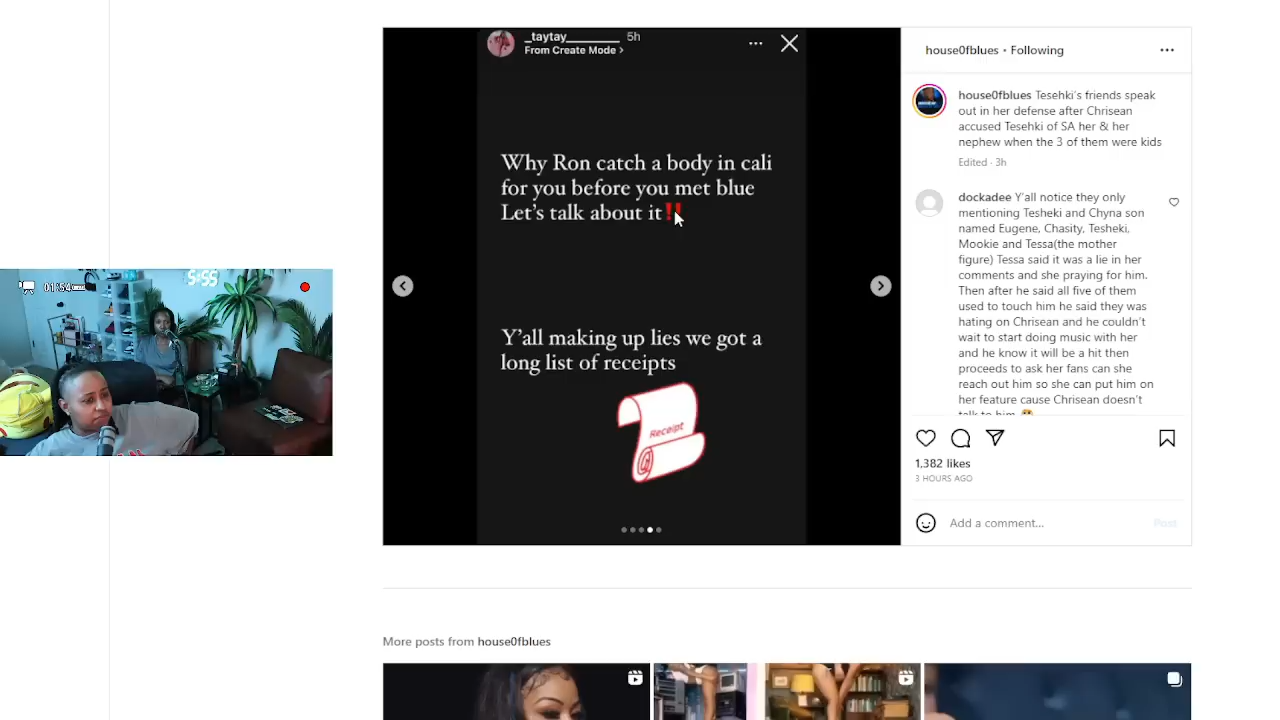 _taytay_________ 5h
From Create Mode >
Why Ron catch a body in cali
for you before you met blue
Let's talk about it‼
Y'all making up lies we got a
long list of receipts
Receipt
house0fblues • Following
house0fblues Tesehki's friends speak
out in her defense after Chrisean
accused Tesehki of SA her & her
nephew when the 3 of them were kids
Edited · 3h
dockadee Y'all notice they only
mentioning Tesheki and Chyna son
named Eugene, Chasity, Tesheki,
Mookie and Tessa(the mother
figure) Tessa said it was a lie in her
comments and she praying for him.
Then after he said all five of them
used to touch him he said they was
hating on Chrisean and he couldn't
wait to start doing music with her
and he know it will be a hit then
proceeds to ask her fans can she
reach out him so she can put him on
her feature cause Chrisean doesn't
talk to him
1,382 likes
3 HOURS AGO
Add a comment...
Post
5:55
More posts from house0fblues